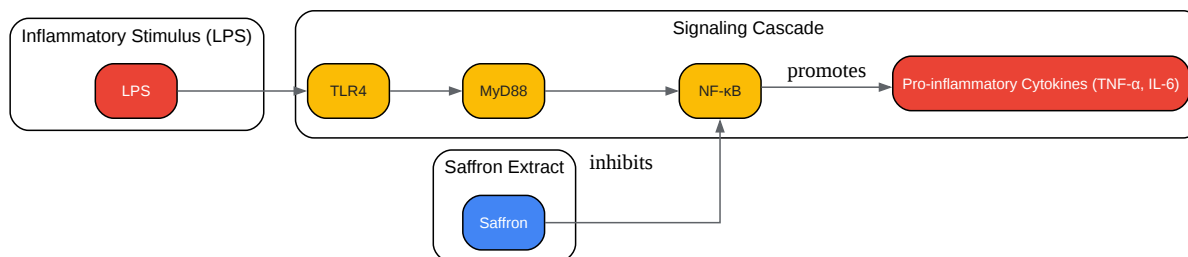 Inflammatory Stimulus (LPS)
Signaling Cascade
LPS
TLR4
MyD88
NF-κB
promotes
Pro-inflammatory Cytokines (TNF-α, IL-6)
Saffron Extract
inhibits
Saffron